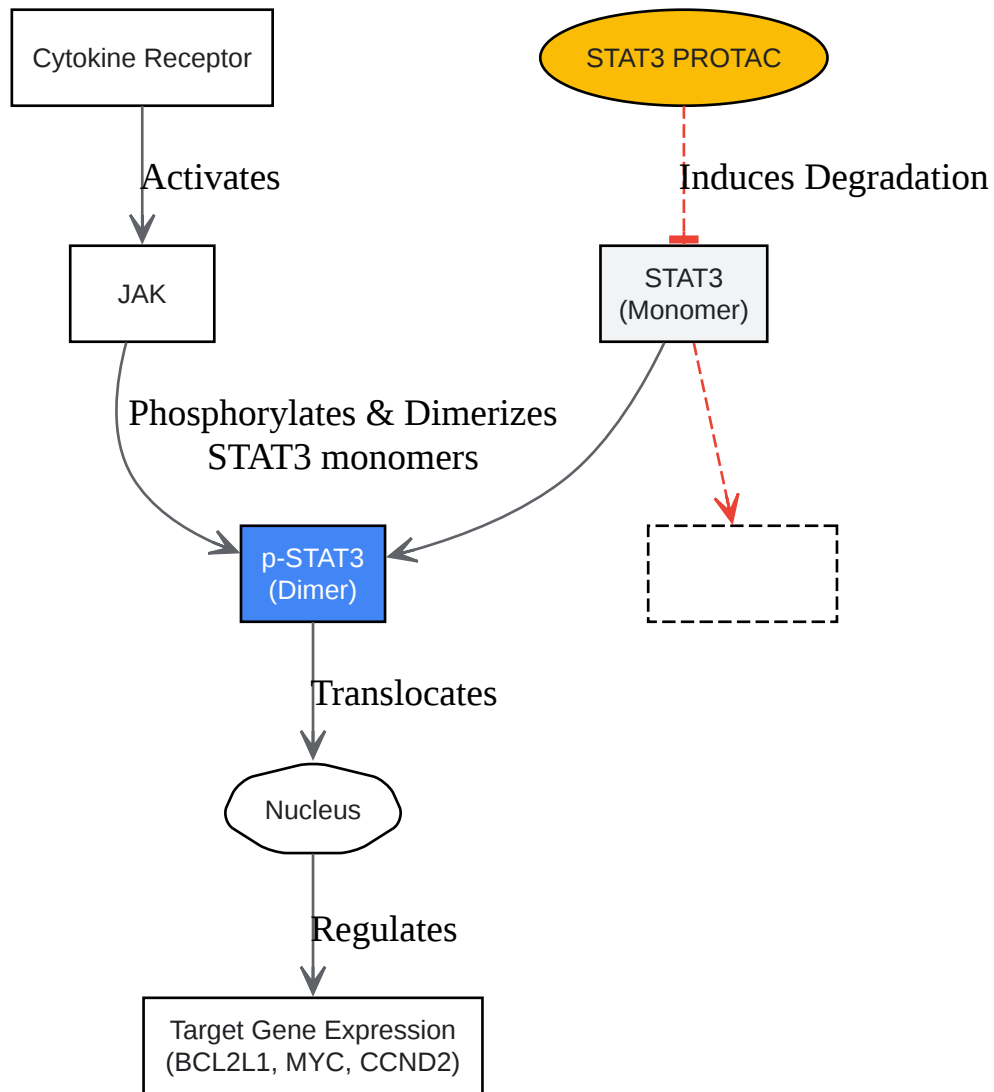 Cytokine Receptor
STAT3 PROTAC
Activates
Induces Degradation
JAK
STAT3
(Monomer)
Phosphorylates & Dimerizes
STAT3 monomers
p-STAT3
(Dimer)
Translocates
Nucleus
Regulates
Target Gene Expression
(BCL2L1, MYC, CCND2)